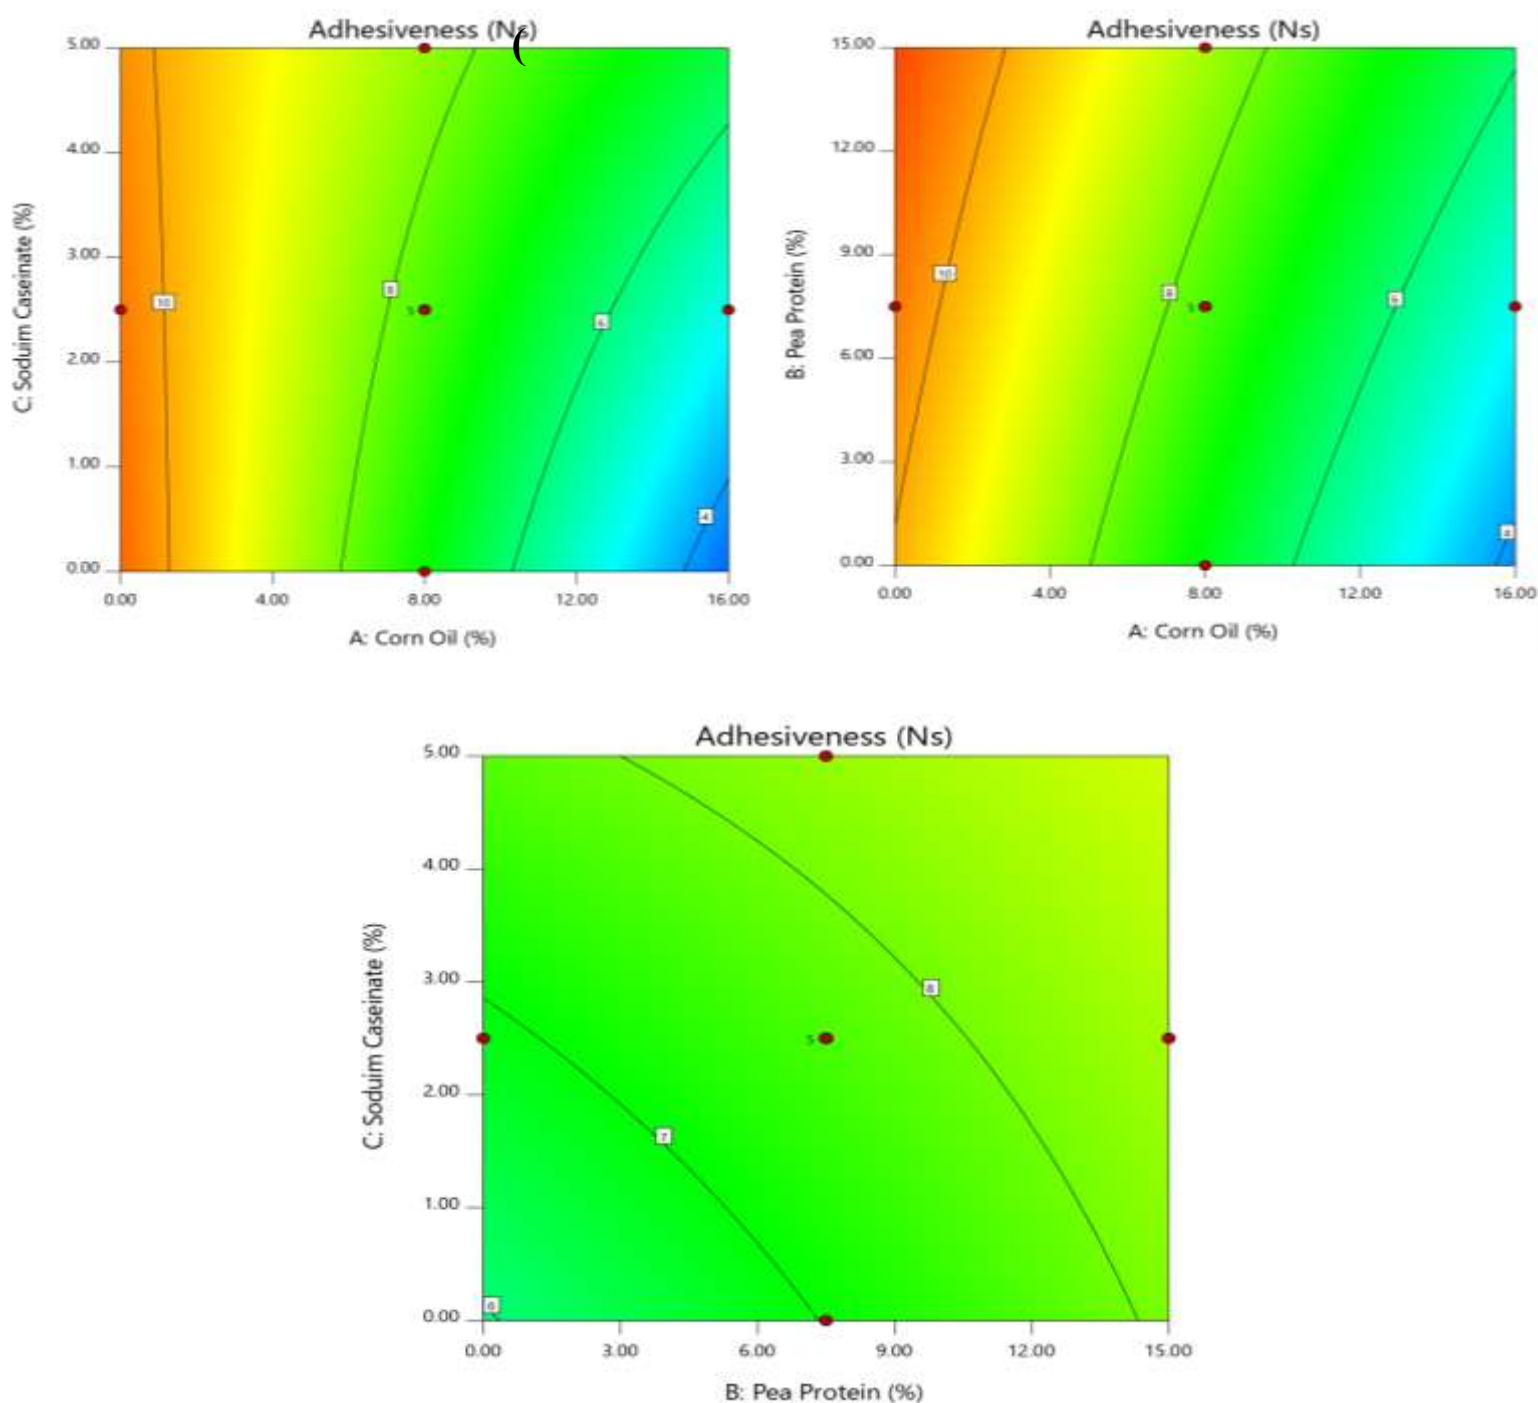 Adhesiveness (Ns)
(
5.00
4.00
3.00
2.00
1.00
0.00
C: Soduim Caseinate (%)
10
8
5
6
4
0.00 4.00 8.00 12.00 16.00
A: Corn Oil (%)
Adhesiveness (Ns)
15.00
12.00
9.00
6.00
3.00
0.00
B: Pea Protein (%)
10
8
5
6
4
0.00 4.00 8.00 12.00 16.00
A: Corn Oil (%)
Adhesiveness (Ns)
5.00
4.00
3.00
2.00
1.00
0.00
C: Soduim Caseinate (%)
8
5
7
6
0.00 3.00 6.00 9.00 12.00 15.00
B: Pea Protein (%)